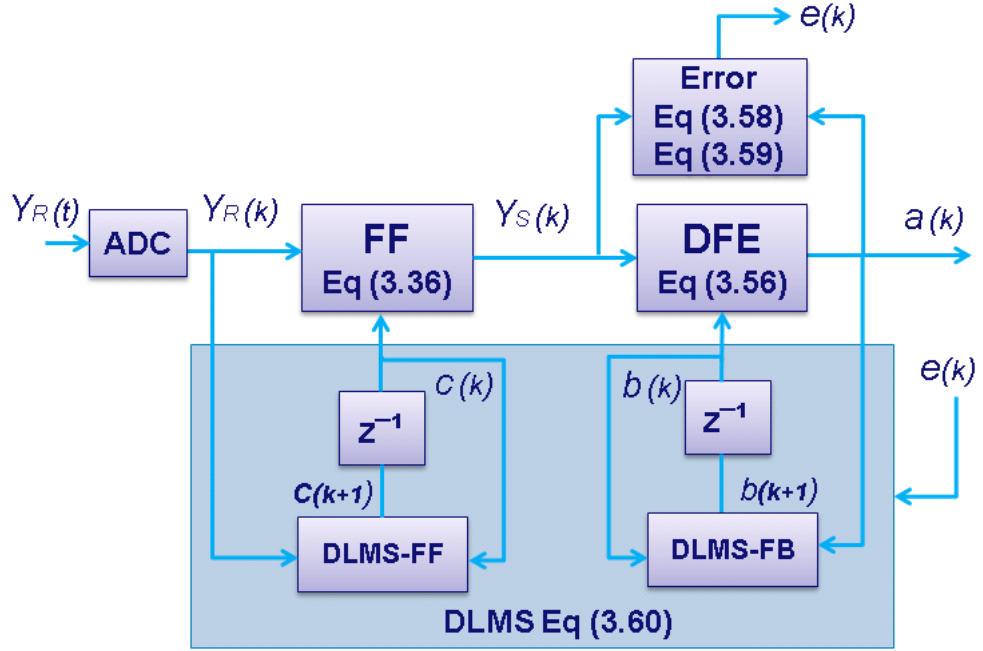 e(k)
Error
Eq (3.58)
Eq (3.59)
YR(t)
ADC
YR(k)
FF
Eq (3.36)
YS(k)
DFE
Eq (3.56)
a(k)
c(k)
b(k)
e(k)
z⁻¹
z⁻¹
C(k+1)
b(k+1)
DLMS-FF
DLMS-FB
DLMS Eq (3.60)